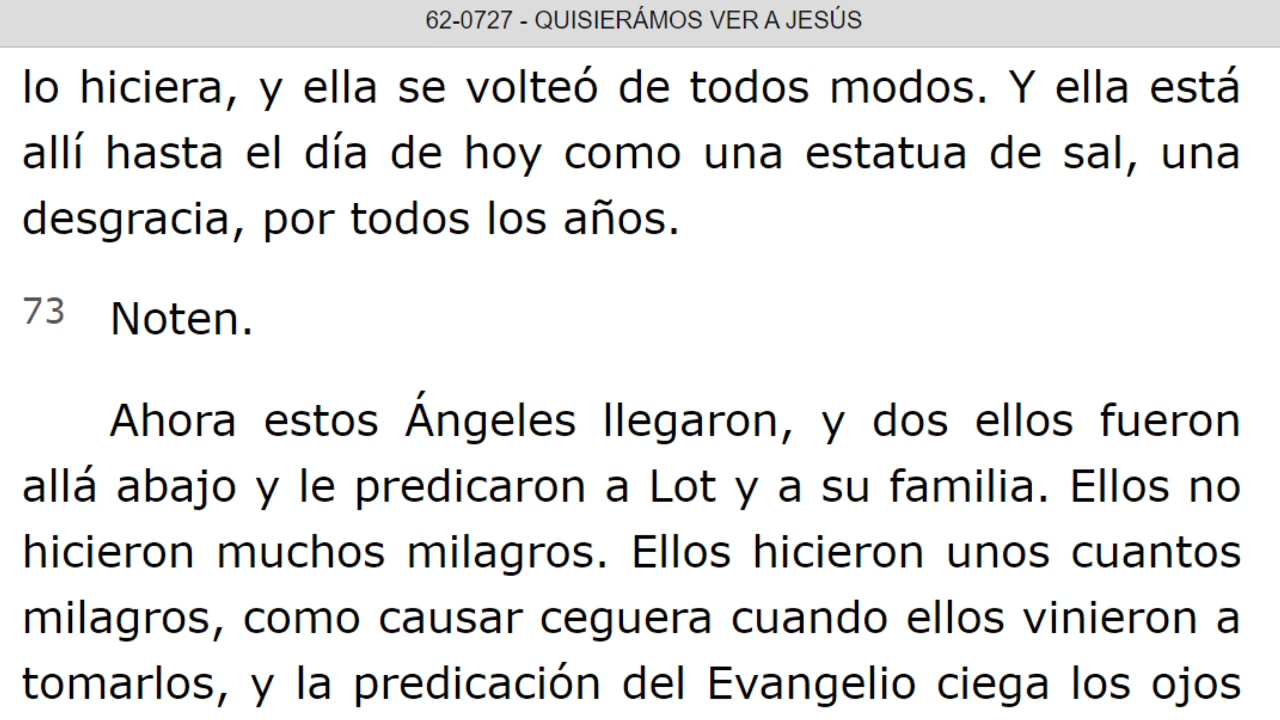 62-0727 - QUISIERÁMOS VER A JESÚS
lo hiciera, y ella se volteó de todos modos. Y ella está
allí hasta el día de hoy como una estatua de sal, una
desgracia, por todos los años.
73 Noten.
Ahora estos Ángeles llegaron, y dos ellos fueron
allá abajo y le predicaron a Lot y a su familia. Ellos no
hicieron muchos milagros. Ellos hicieron unos cuantos
milagros, como causar ceguera cuando ellos vinieron a
tomarlos, y la predicación del Evangelio ciega los ojos